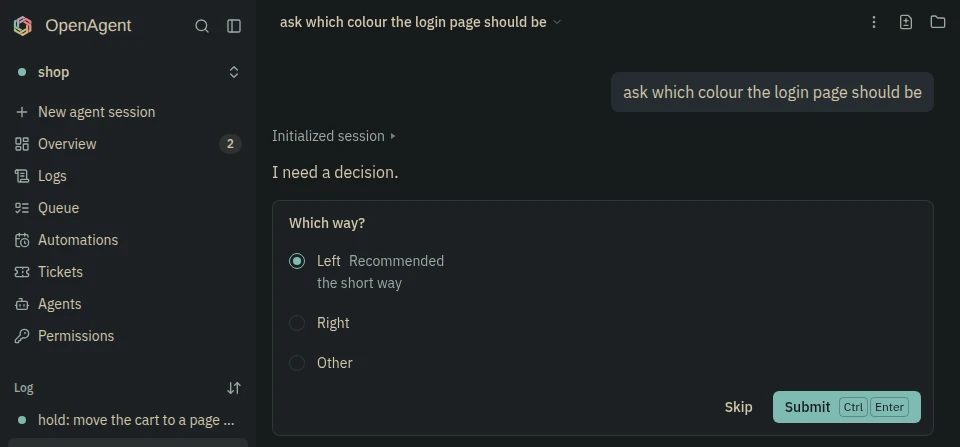 OpenAgent
ask which colour the login page should be
shop
ask which colour the login page should be
New agent session
Initialized session
Overview 2
I need a decision.
Logs
Queue
Which way?
Automations
Left Recommended
the short way
Tickets
Agents
Right
Permissions
Other
Log
Skip
Submit Ctrl Enter
hold: move the cart to a page ...